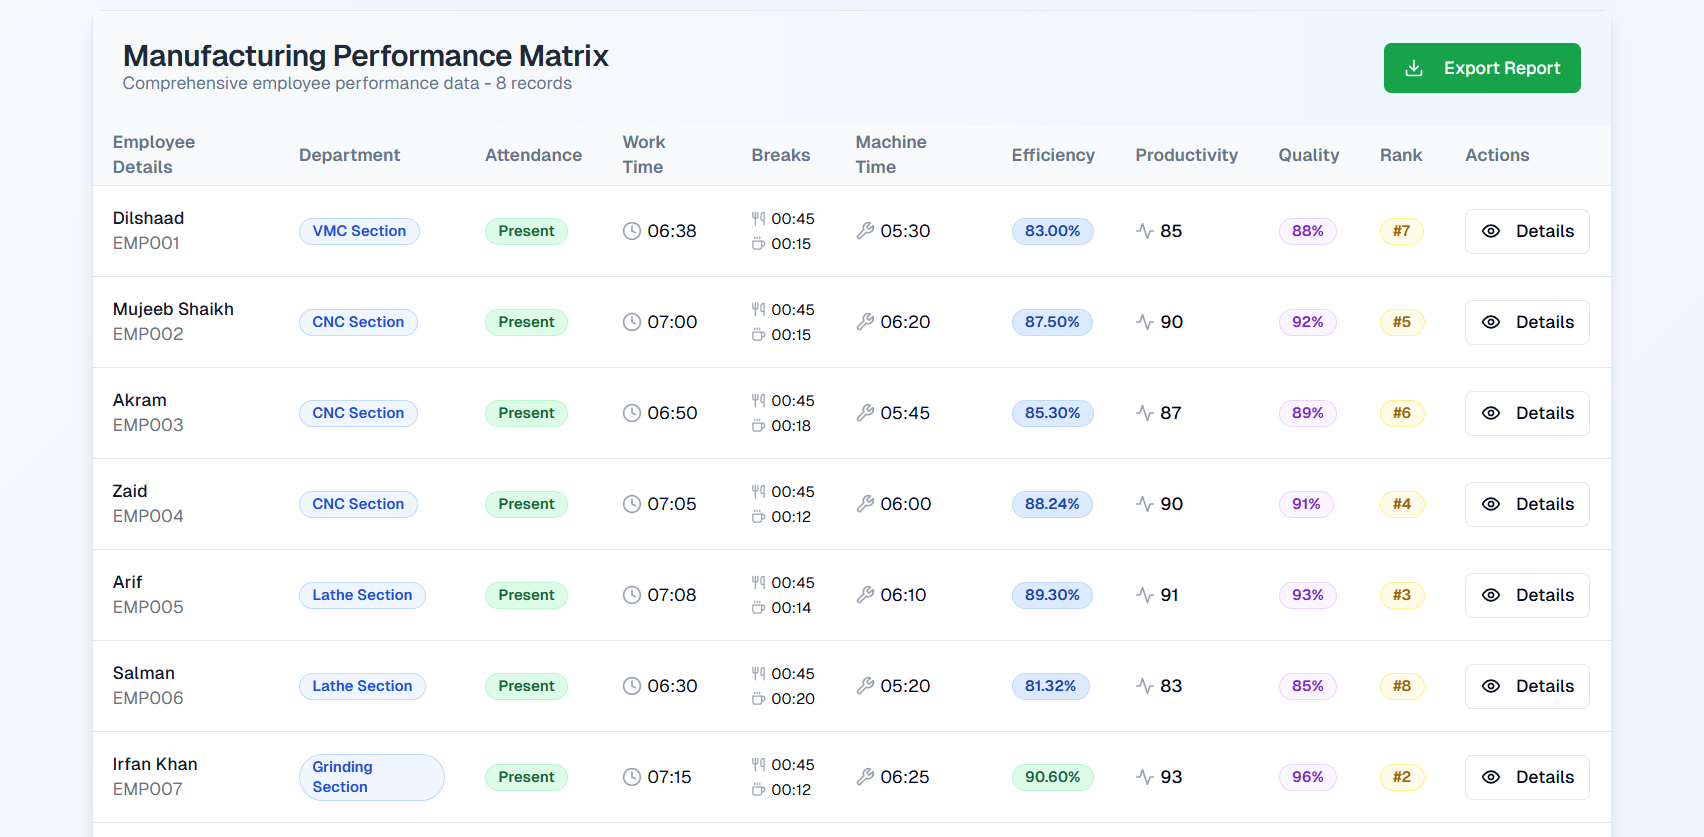 Manufacturing Performance Matrix
Comprehensive employee performance data - 8 records
Export Report
Employee Details Department Attendance Work Time Breaks Machine Time Efficiency Productivity Quality Rank Actions
Dilshaad EMP001 VMC Section Present 06:38 00:45 00:15 05:30 83.00% 85 88% #7 Details
Mujeeb Shaikh EMP002 CNC Section Present 07:00 00:45 00:15 06:20 87.50% 90 92% #5 Details
Akram EMP003 CNC Section Present 06:50 00:45 00:18 05:45 85.30% 87 89% #6 Details
Zaid EMP004 CNC Section Present 07:05 00:45 00:12 06:00 88.24% 90 91% #4 Details
Arif EMP005 Lathe Section Present 07:08 00:45 00:14 06:10 89.30% 91 93% #3 Details
Salman EMP006 Lathe Section Present 06:30 00:45 00:20 05:20 81.32% 83 85% #8 Details
Irfan Khan EMP007 Grinding Section Present 07:15 00:45 00:12 06:25 90.60% 93 96% #2 Details